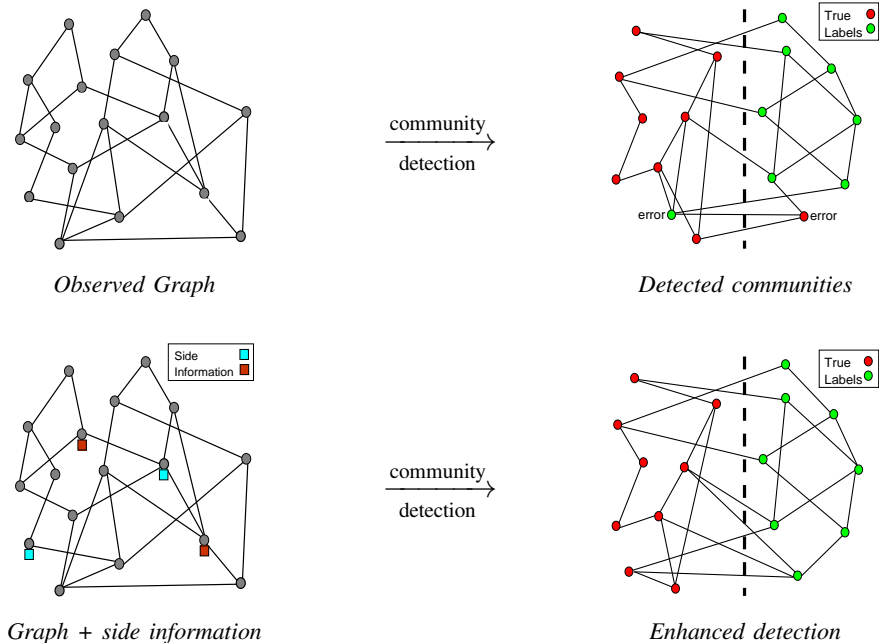 True
Labels
community
detection
error
error
Observed Graph
Detected communities
Side
Information
True
Labels
community
detection
Graph + side information
Enhanced detection